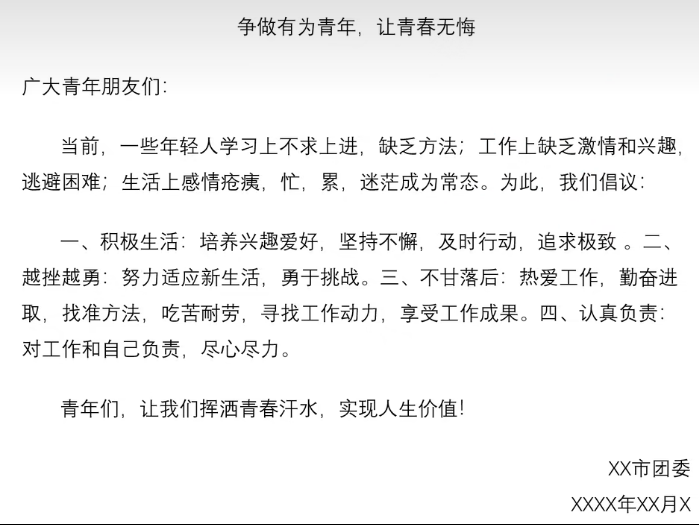 争做有为青年，让青春无悔
广大青年朋友们：
当前，一些年轻人学习上不求上进，缺乏方法；工作上缺乏激情和兴趣，
逃避困难；生活上感情疮痍，忙，累，迷茫成为常态。为此，我们倡议：
一、积极生活：培养兴趣爱好，坚持不懈，及时行动，追求极致 。二、
越挫越勇：努力适应新生活，勇于挑战。三、不甘落后：热爱工作，勤奋进
取，找准方法，吃苦耐劳，寻找工作动力，享受工作成果。四、认真负责：
对工作和自己负责，尽心尽力。
青年们，让我们挥洒青春汗水，实现人生价值！
XX市团委
XXXX年XX月X